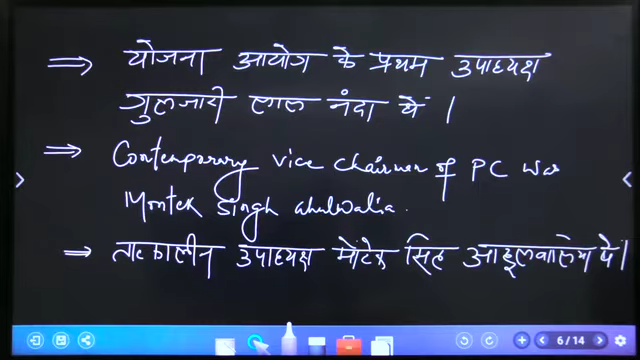 ⇒ योजना आयोग के प्रथम उपाध्यक्ष
गुलजारी लाल नंदा थे।
⇒ Contemporary vice chairman of PC was
Montek Singh ahulwalia.
⇒ तात्कालीन उपाध्यक्ष मोंटेक सिंह आहलूवालिया थे।
6/14